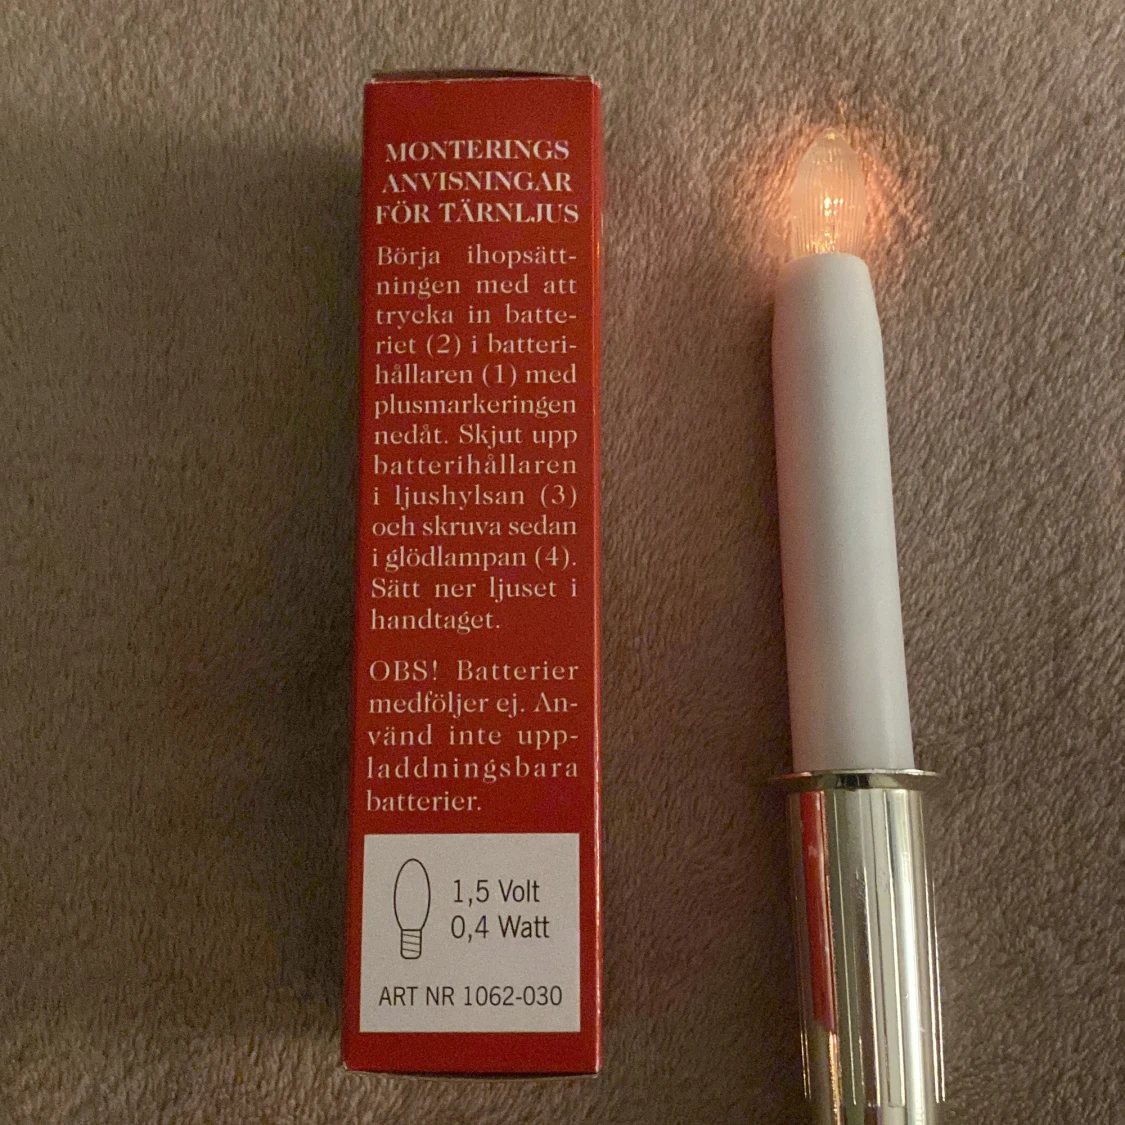 MONTERINGS
ANVISNINGAR
FÖR TÄRNLJUS
Börja ihopsätt-
ningen med att
trycka in batte-
riet (2) i batteri-
hållaren (1) med
plusmarkeringen
nedåt. Skjut upp
batterihållaren
i ljushylsan (3)
och skruva sedan
i glödlampan (4).
Sätt ner ljuset i
handtaget.
OBS! Batterier
medföljer ej. An-
vänd inte upp-
laddningsbara
batterier.
1,5 Volt
0,4 Watt
ART NR 1062-030